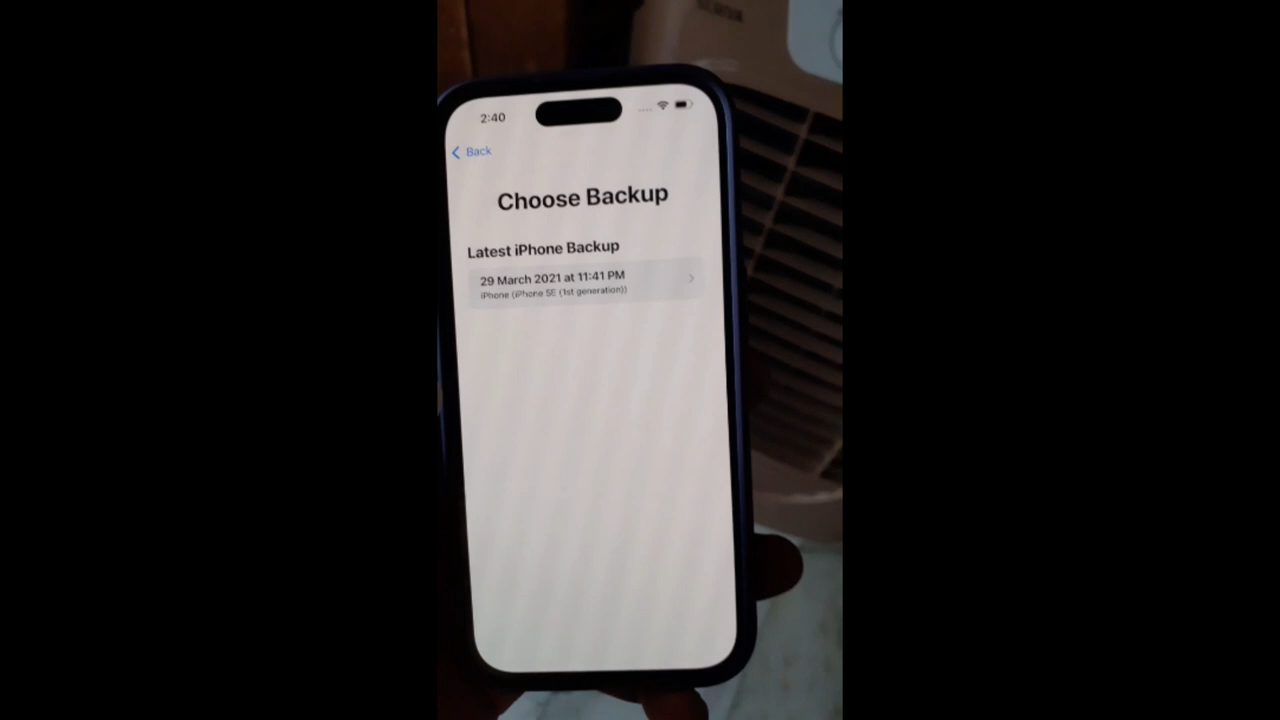 2:40
Back
Choose Backup
Latest iPhone Backup
29 March 2021 at 11:41 PM
iPhone (iPhone SE (1st generation))